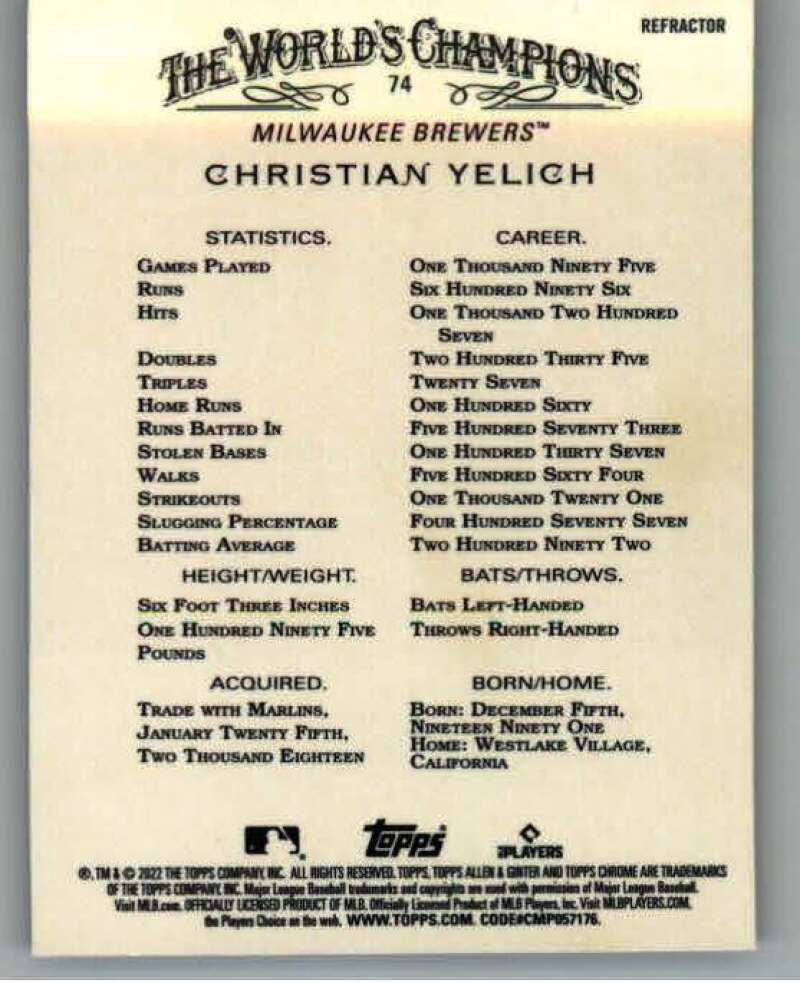 REFRACTOR
THE WORLD'S CHAMPIONS
74
MILWAUKEE BREWERS™
CHRISTIAN YELICH
STATISTICS. CAREER.
GAMES PLAYED ONE THOUSAND NINETY FIVE
RUNS SIX HUNDRED NINETY SIX
HITS ONE THOUSAND TWO HUNDRED
SEVEN
DOUBLES TWO HUNDRED THIRTY FIVE
TRIPLES TWENTY SEVEN
HOME RUNS ONE HUNDRED SIXTY
RUNS BATTED IN FIVE HUNDRED SEVENTY THREE
STOLEN BASES ONE HUNDRED THIRTY SEVEN
WALKS FIVE HUNDRED SIXTY FOUR
STRIKEOUTS ONE THOUSAND TWENTY ONE
SLUGGING PERCENTAGE FOUR HUNDRED SEVENTY SEVEN
BATTING AVERAGE TWO HUNDRED NINETY TWO
HEIGHT/WEIGHT. BATS/THROWS.
SIX FOOT THREE INCHES BATS LEFT-HANDED
ONE HUNDRED NINETY FIVE THROWS RIGHT-HANDED
POUNDS
ACQUIRED. BORN/HOME.
TRADE WITH MARLINS, BORN: DECEMBER FIFTH,
JANUARY TWENTY FIFTH, NINETEEN NINETY ONE
TWO THOUSAND EIGHTEEN HOME: WESTLAKE VILLAGE,
CALIFORNIA
topps PLAYERS
®, TM & © 2022 THE TOPPS COMPANY, INC. ALL RIGHTS RESERVED. TOPPS, TOPPS ALLEN & GINTER AND TOPPS CHROME ARE TRADEMARKS
OF THE TOPPS COMPANY, INC. Major League Baseball trademarks and copyrights are used with permission of Major League Baseball.
Visit MLB.com. OFFICIALLY LICENSED PRODUCT OF MLB. Officially Licensed Product of MLB Players, Inc. Visit MLBPLAYERS.COM,
the Players Choice on the web. WWW.TOPPS.COM. CODE#CMP057176.